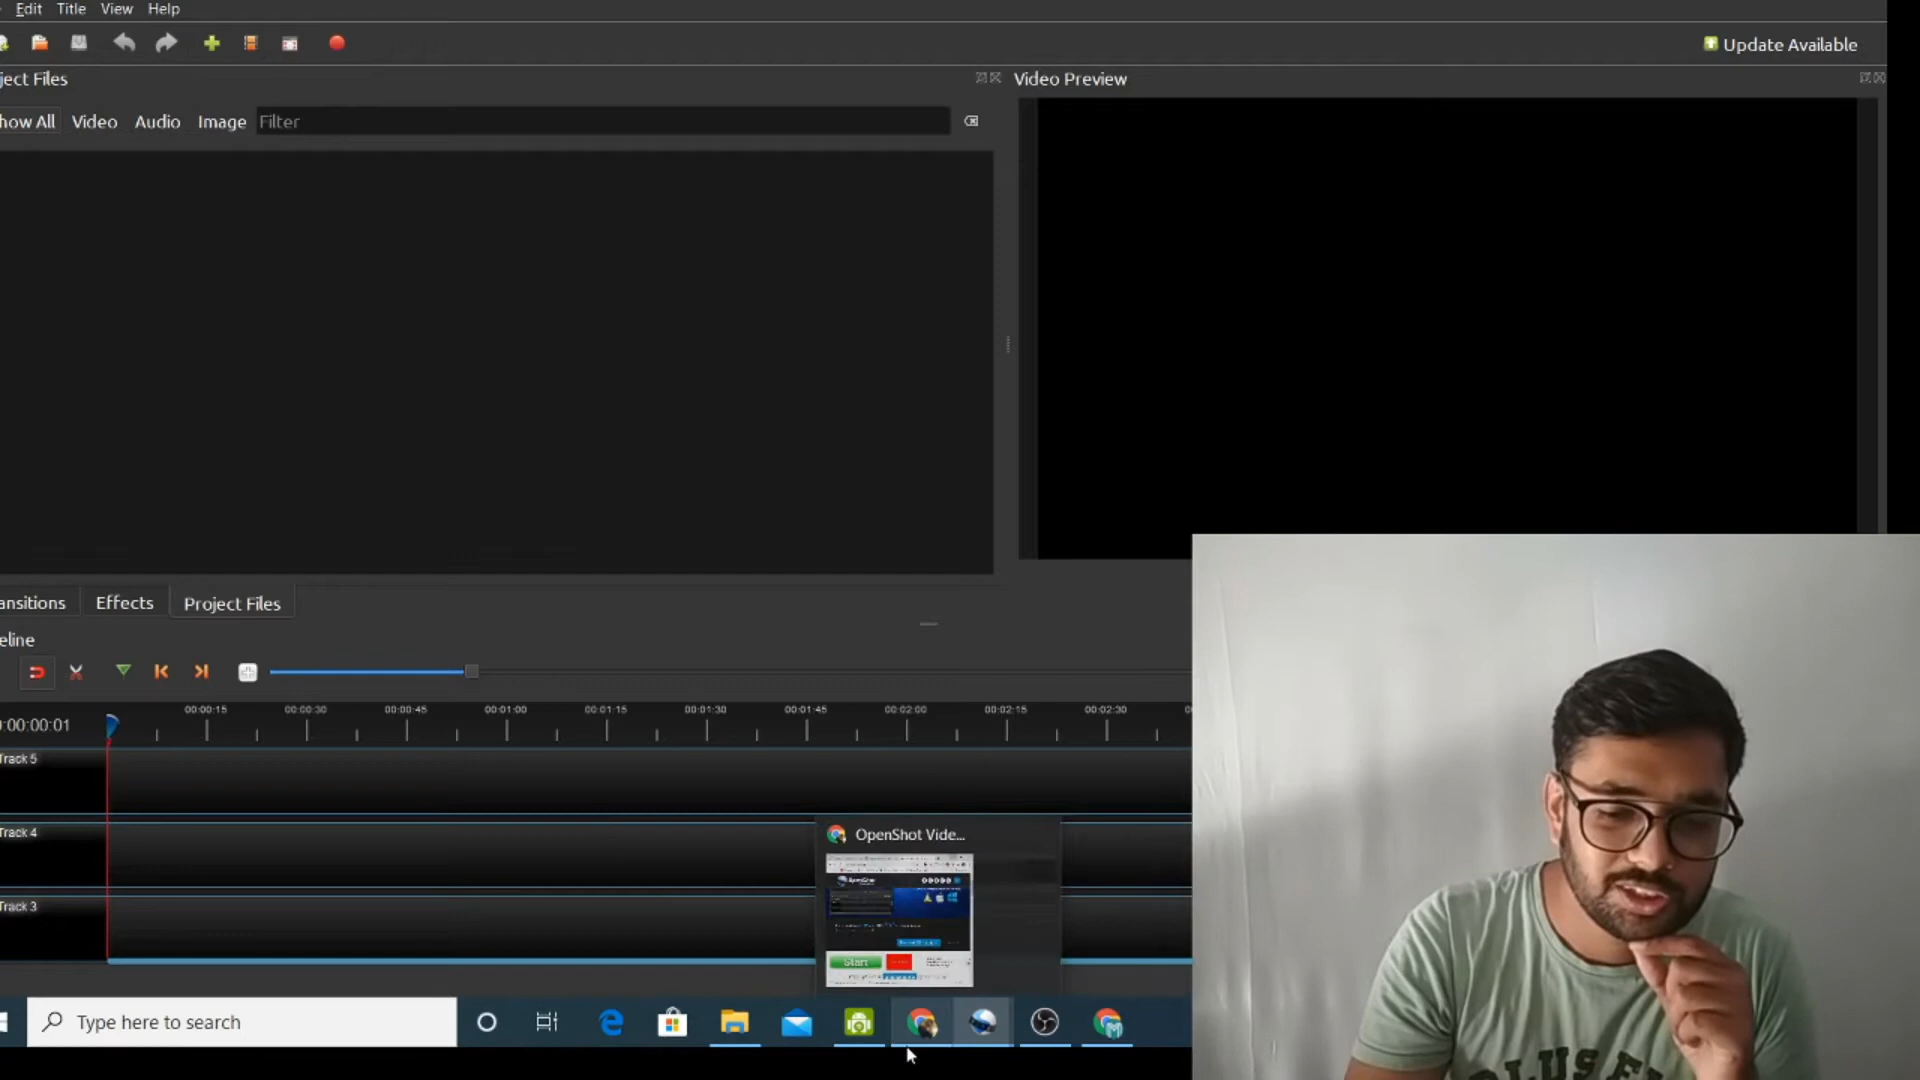 Edit Title View Help
Update Available
ject Files
Video Preview
how All Video Audio Image Filter
ansitions Effects Project Files
eline
0:00:00:01
00:00:15 00:00:30 00:00:45 00:01:00 00:01:15 00:01:30 00:01:45 00:02:00 00:02:15 00:02:30
Track 5
Track 4
Track 3
OpenShot Vide...
OpenShot
Start
Type here to search
PLUSEF